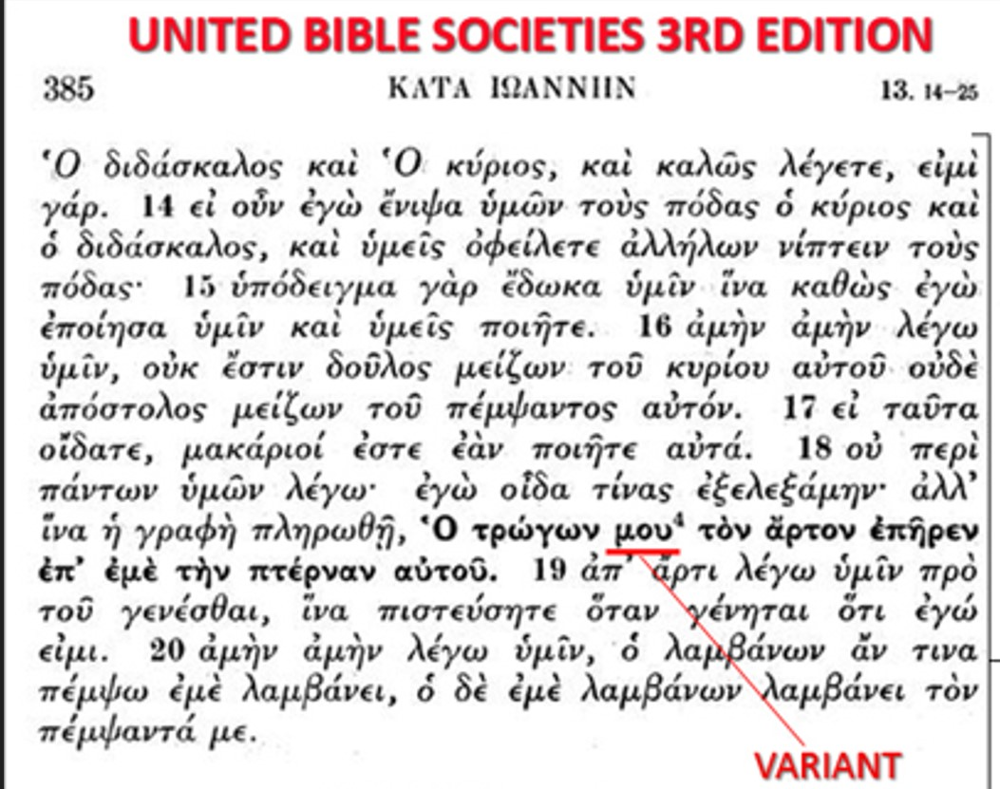 UNITED BIBLE SOCIETIES 3RD EDITION
385 ΚΑΤΑ ΙΩΑΝΝΗΝ 13. 14–25
Ὁ διδάσκαλος καὶ Ὁ κύριος, καὶ καλῶς λέγετε, εἰμὶ
γάρ. 14 εἰ οὖν ἐγὼ ἔνιψα ὑμῶν τοὺς πόδας ὁ κύριος καὶ
ὁ διδάσκαλος, καὶ ὑμεῖς ὀφείλετε ἀλλήλων νίπτειν τοὺς
πόδας· 15 ὑπόδειγμα γὰρ ἔδωκα ὑμῖν ἵνα καθὼς ἐγὼ
ἐποίησα ὑμῖν καὶ ὑμεῖς ποιῆτε. 16 ἀμὴν ἀμὴν λέγω
ὑμῖν, οὐκ ἔστιν δοῦλος μείζων τοῦ κυρίου αὐτοῦ οὐδὲ
ἀπόστολος μείζων τοῦ πέμψαντος αὐτόν. 17 εἰ ταῦτα
οἴδατε, μακάριοί ἐστε ἐὰν ποιῆτε αὐτά. 18 οὐ περὶ
πάντων ὑμῶν λέγω· ἐγὼ οἶδα τίνας ἐξελεξάμην· ἀλλ’
ἵνα ἡ γραφὴ πληρωθῇ, Ὁ τρώγων μου⁴ τὸν ἄρτον ἐπῆρεν
ἐπ’ ἐμὲ τὴν πτέρναν αὐτοῦ. 19 ἀπ’ ἄρτι λέγω ὑμῖν πρὸ
τοῦ γενέσθαι, ἵνα πιστεύσητε ὅταν γένηται ὅτι ἐγώ
εἰμι. 20 ἀμὴν ἀμὴν λέγω ὑμῖν, ὁ λαμβάνων ἄν τινα
πέμψω ἐμὲ λαμβάνει, ὁ δὲ ἐμὲ λαμβάνων λαμβάνει τὸν
πέμψαντά με.
VARIANT